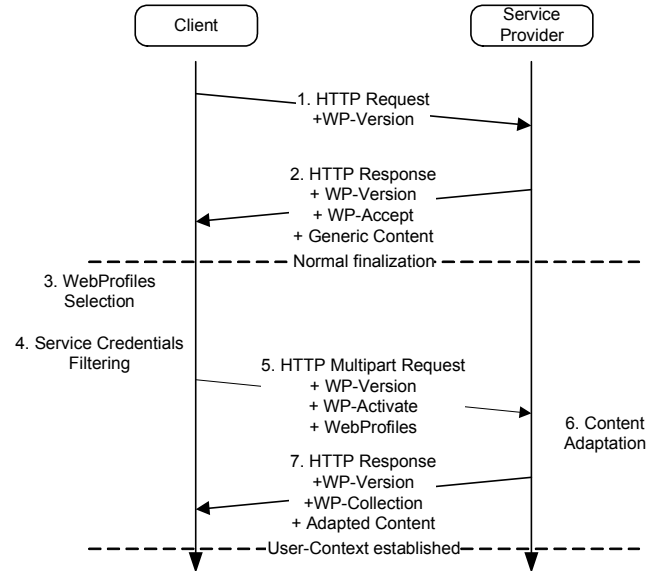 Client
Service
Provider
1. HTTP Request
+WP-Version
2. HTTP Response
+ WP-Version
+ WP-Accept
+ Generic Content
Normal finalization
3. WebProfiles
Selection
4. Service Credentials
Filtering
5. HTTP Multipart Request
+ WP-Version
+ WP-Activate
+ WebProfiles
6. Content
Adaptation
7. HTTP Response
+WP-Version
+WP-Collection
+ Adapted Content
User-Context established